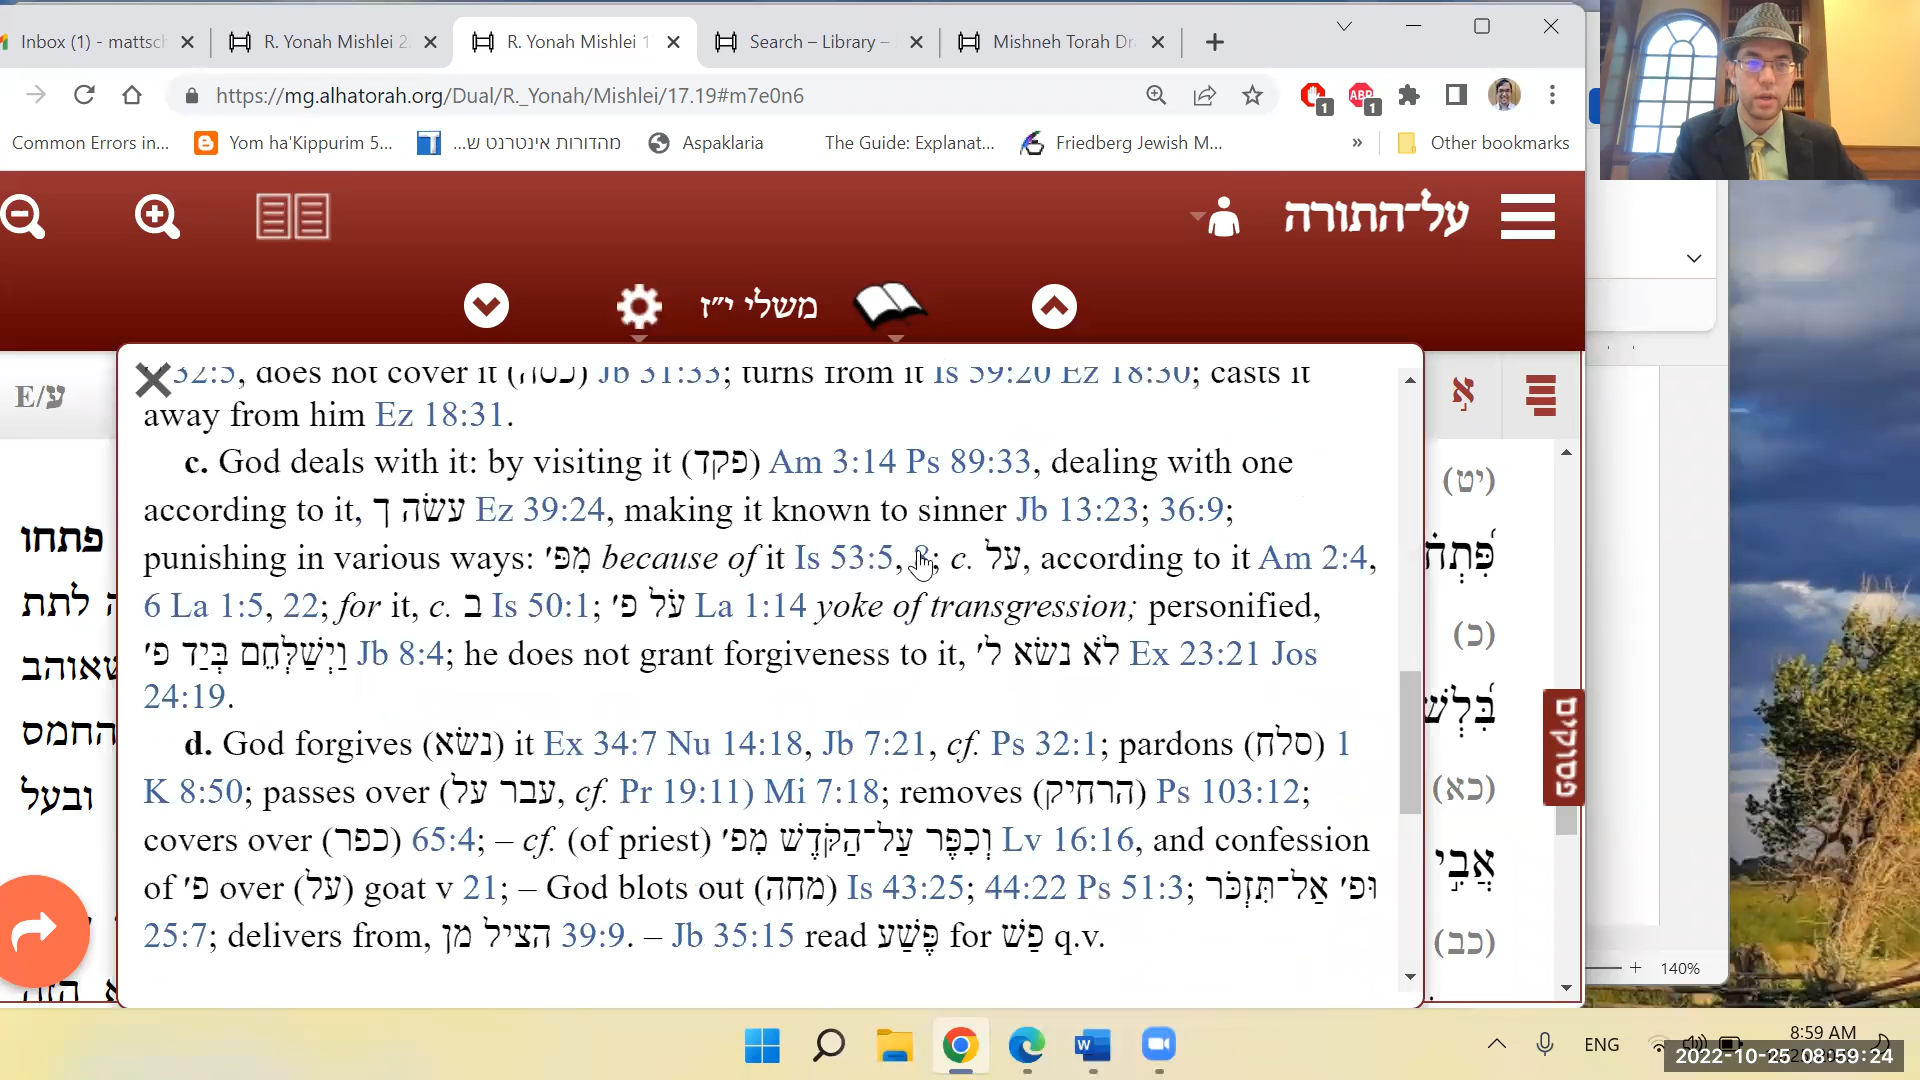 Inbox (1) - mattsch
R. Yonah Mishlei 2
R. Yonah Mishlei 1
Search – Library –
Mishneh Torah Dr
https://mg.alhatorah.org/Dual/R._Yonah/Mishlei/17.19#m7e0n6
1
ABP
1
Common Errors in...
Yom ha'Kippurim 5...
מהדורות אינטרנט ש...
Aspaklaria
The Guide: Explanat...
Friedberg Jewish M...
»
Other bookmarks
על־התורה
משלי י״ז
ע/E
32:5, does not cover it (כסה) Jb 31:33; turns from it Is 59:20 Ez 18:30; casts it
away from him Ez 18:31.
c. God deals with it: by visiting it (פקד) Am 3:14 Ps 89:33, dealing with one
according to it, עשׂה ך Ez 39:24, making it known to sinner Jb 13:23; 36:9;
punishing in various ways: מִפּ׳ because of it Is 53:5, 8; c. על, according to it Am 2:4,
6 La 1:5, 22; for it, c. ב Is 50:1; עֹל פ׳ La 1:14 yoke of transgression; personified,
וַיְשַׁלְּחֵם בְּיַד פ׳ Jb 8:4; he does not grant forgiveness to it, לֹא נשׂא ל׳ Ex 23:21 Jos
24:19.
d. God forgives (נשׂא) it Ex 34:7 Nu 14:18, Jb 7:21, cf. Ps 32:1; pardons (סלח) 1
K 8:50; passes over (עבר על, cf. Pr 19:11) Mi 7:18; removes (הרחיק) Ps 103:12;
covers over (כפר) 65:4; – cf. (of priest) וְכִפֶּר עַל־הַקֹּדֶשׁ מִפּ׳ Lv 16:16, and confession
of פ׳ over (על) goat v 21; – God blots out (מחה) Is 43:25; 44:22 Ps 51:3; וּפ׳ אַל־תִּזְכֹּר
25:7; delivers from, הציל מן 39:9. – Jb 35:15 read פֶּשַׁע for פַּשׁ q.v.
פתחו
ה לתת
שאוהב
החמס
ובעל
א הזה
אָ
(יט)
(כ)
(כא)
אֲבִי
(כב)
פסוקים
140%
ENG
8:59 AM
2022-10-25 08:59:24